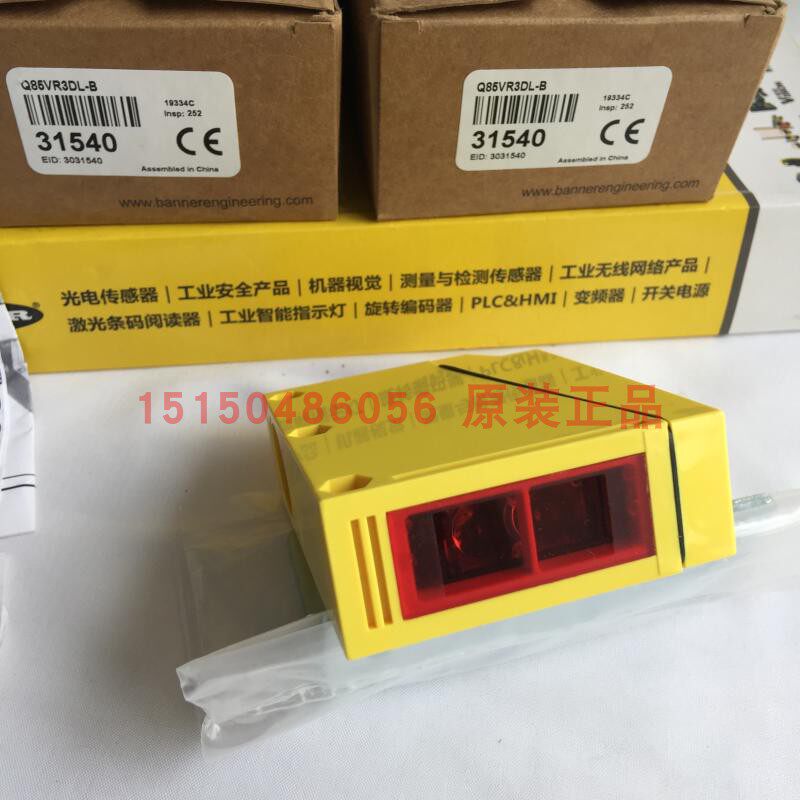 Q85VR3DL-B
19334C
Insp: 252
31540
EID: 3031540
CE
Assembled in China
www.bannerengineering.com
Q85VR3DL-B
19334C
Insp: 252
31540
EID: 3031540
CE
Assembled in China
www.bannerengineering.com
光电传感器|工业安全产品|机器视觉|测量与检测传感器|工业无线网络产品|
激光条码阅读器|工业智能指示灯|旋转编码器|PLC&HMI|变频器|开关电源
R®
15150486056 原装正品